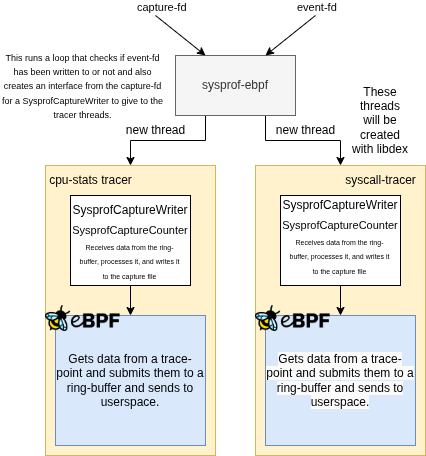 capture-fd
event-fd
This runs a loop that checks if event-fd
has been written to or not and also
creates an interface from the capture-fd
for a SysprofCaptureWriter to give to the
tracer threads.
sysprof-ebpf
These
threads
will be
created
with libdex
new thread
new thread
cpu-stats tracer
SysprofCaptureWriter
SysprofCaptureCounter
Receives data from the ring-
buffer, processes it, and writes it
to the capture file
eBPF
Gets data from a trace-
point and submits them to a
ring-buffer and sends to
userspace.
syscall-tracer
SysprofCaptureWriter
SysprofCaptureCounter
Receives data from the ring-
buffer, processes it, and writes it
to the capture file
eBPF
Gets data from a trace-
point and submits them to a
ring-buffer and sends to
userspace.